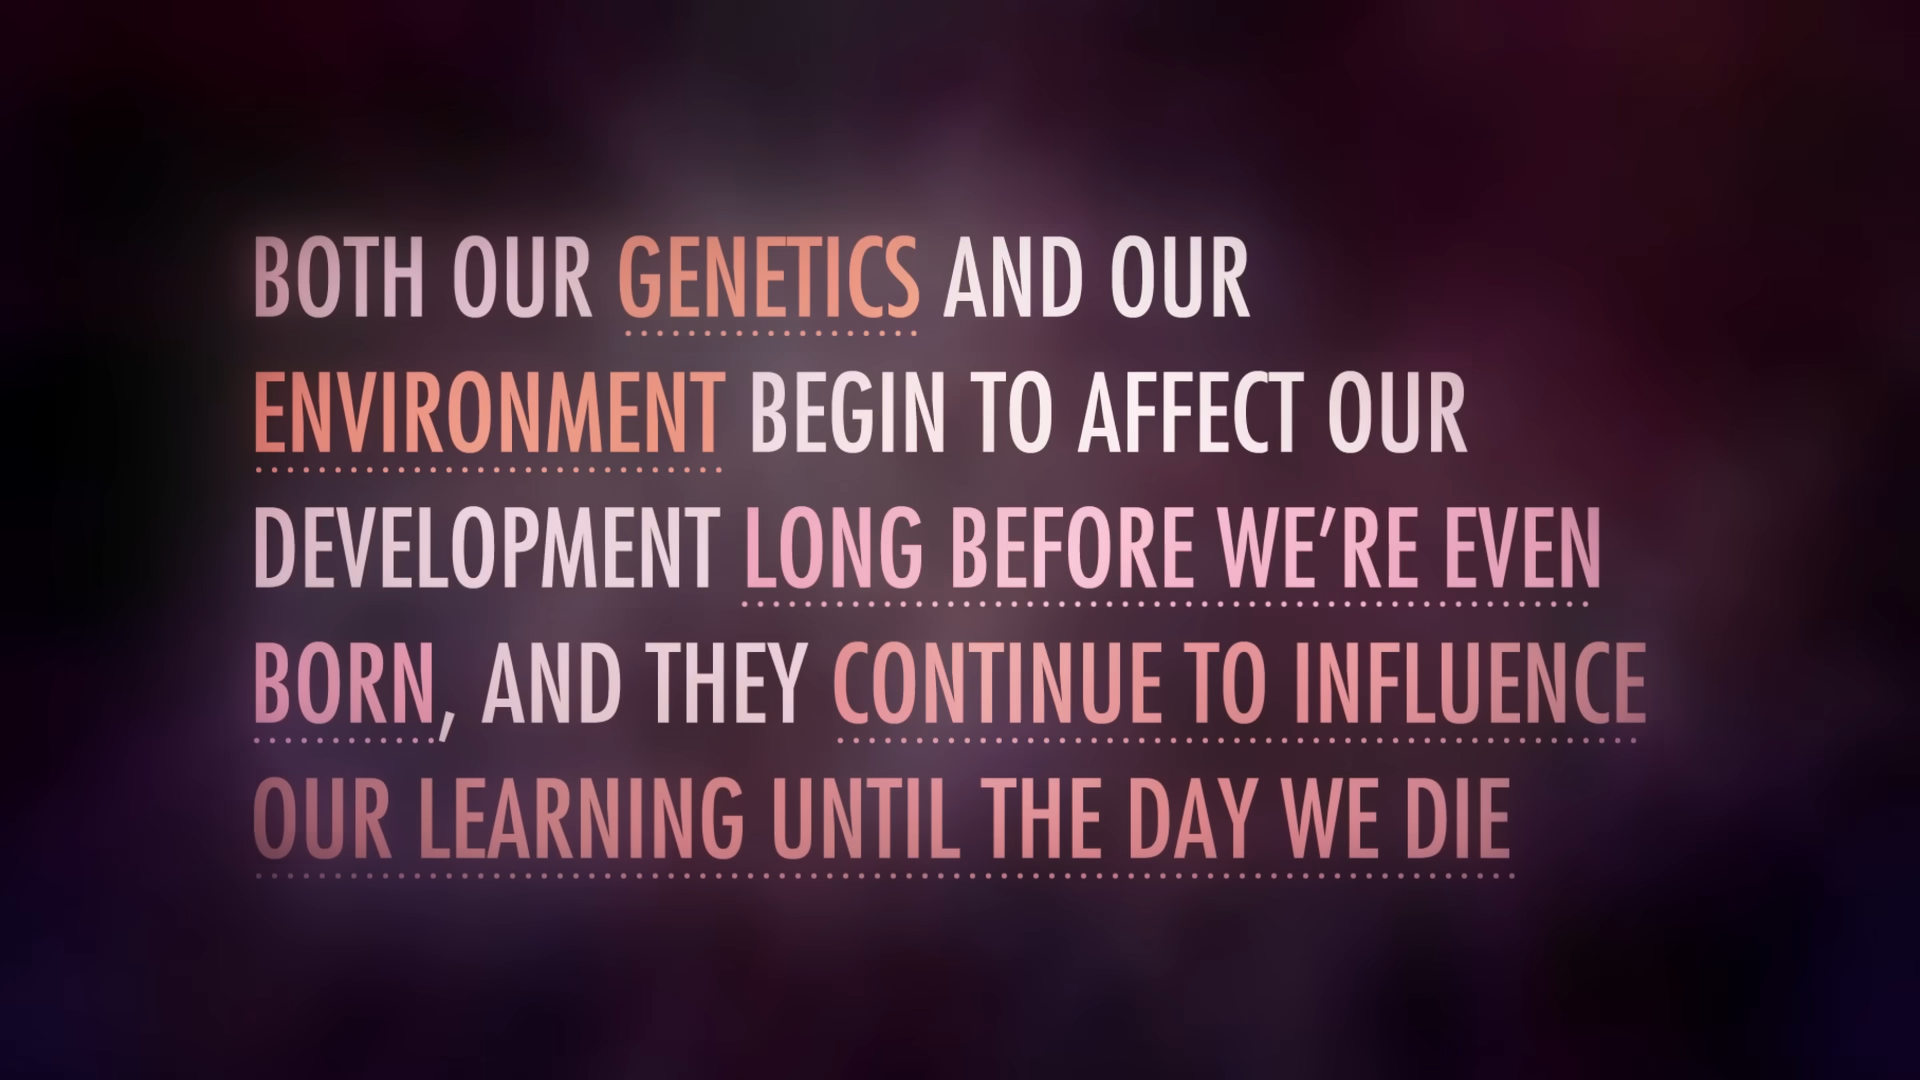 BOTH OUR GENETICS AND OUR
ENVIRONMENT BEGIN TO AFFECT OUR
DEVELOPMENT LONG BEFORE WE’RE EVEN
BORN, AND THEY CONTINUE TO INFLUENCE
OUR LEARNING UNTIL THE DAY WE DIE